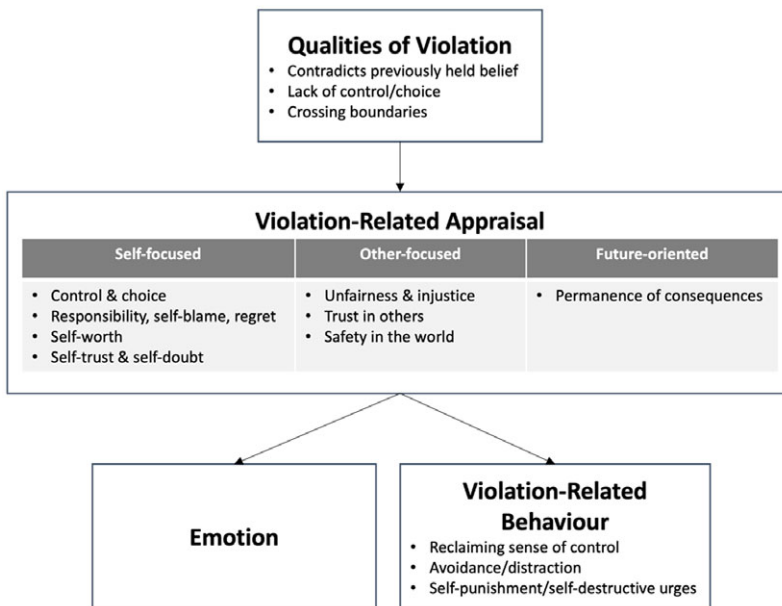 Qualities of Violation
• Contradicts previously held belief
• Lack of control/choice
• Crossing boundaries
Violation-Related Appraisal
Self-focused
Other-focused
Future-oriented
• Control & choice
• Responsibility, self-blame, regret
• Self-worth
• Self-trust & self-doubt
• Unfairness & injustice
• Trust in others
• Safety in the world
• Permanence of consequences
Emotion
Violation-Related
Behaviour
• Reclaiming sense of control
• Avoidance/distraction
• Self-punishment/self-destructive urges